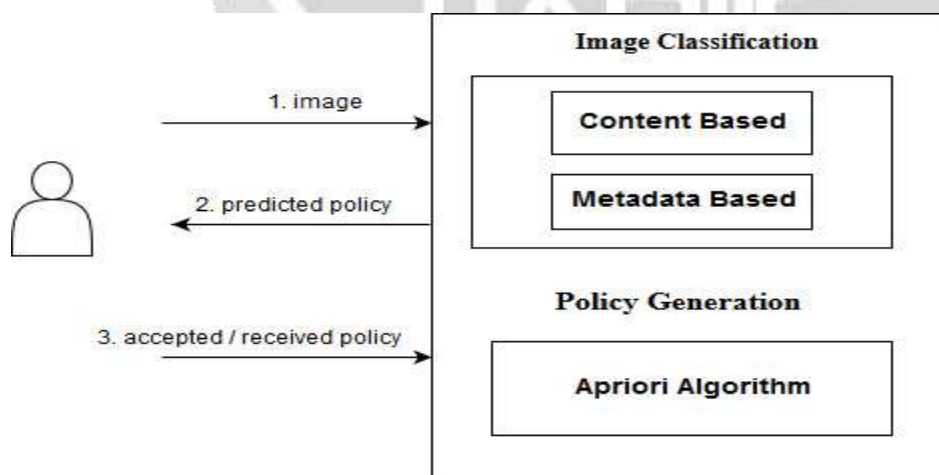 Image Classification
1. image
Content Based
Metadata Based
2. predicted policy
Policy Generation
3. accepted / received policy
Apriori Algorithm